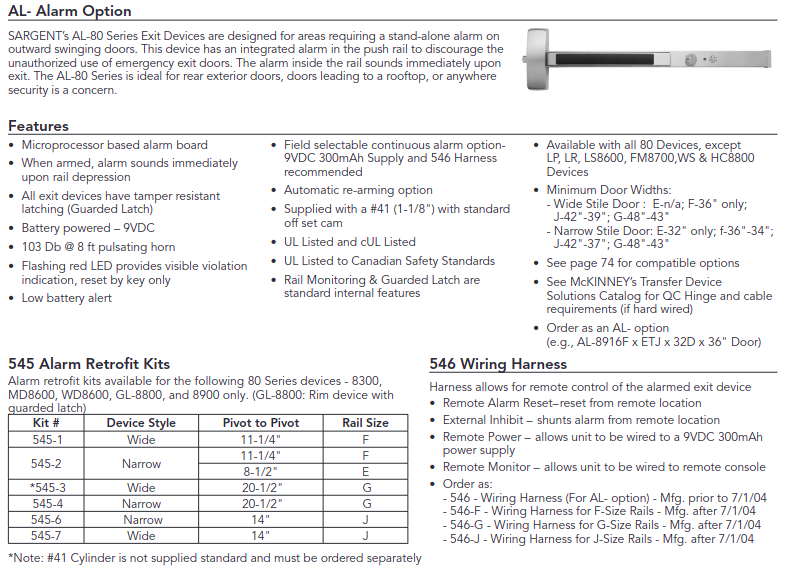 AL- Alarm Option
SARGENT's AL-80 Series Exit Devices are designed for areas requiring a stand-alone alarm on
outward swinging doors. This device has an integrated alarm in the push rail to discourage the
unauthorized use of emergency exit doors. The alarm inside the rail sounds immediately upon
exit. The AL-80 Series is ideal for rear exterior doors, doors leading to a rooftop, or anywhere
security is a concern.
Features
• Microprocessor based alarm board
• When armed, alarm sounds immediately
upon rail depression
• All exit devices have tamper resistant
latching (Guarded Latch)
• Battery powered – 9VDC
• 103 Db @ 8 ft pulsating horn
• Flashing red LED provides visible violation
indication, reset by key only
• Low battery alert
• Field selectable continuous alarm option-
9VDC 300mAh Supply and 546 Harness
recommended
• Automatic re-arming option
• Supplied with a #41 (1-1/8") with standard
off set cam
• UL Listed and cUL Listed
• UL Listed to Canadian Safety Standards
• Rail Monitoring & Guarded Latch are
standard internal features
• Available with all 80 Devices, except
LP, LR, LS8600, FM8700,WS & HC8800
Devices
• Minimum Door Widths:
- Wide Stile Door : E-n/a; F-36" only;
J-42"-39"; G-48"-43"
- Narrow Stile Door: E-32" only; f-36"-34";
J-42"-37"; G-48"-43"
• See page 74 for compatible options
• See McKINNEY's Transfer Device
Solutions Catalog for QC Hinge and cable
requirements (if hard wired)
• Order as an AL- option
(e.g., AL-8916F x ETJ x 32D x 36" Door)
545 Alarm Retrofit Kits
Alarm retrofit kits available for the following 80 Series devices - 8300,
MD8600, WD8600, GL-8800, and 8900 only. (GL-8800: Rim device with
guarded latch)
Kit # Device Style Pivot to Pivot Rail Size
545-1 Wide 11-1/4" F
545-2 Narrow 11-1/4" F
8-1/2" E
*545-3 Wide 20-1/2" G
545-4 Narrow 20-1/2" G
545-6 Narrow 14" J
545-7 Wide 14" J
*Note: #41 Cylinder is not supplied standard and must be ordered separately
546 Wiring Harness
Harness allows for remote control of the alarmed exit device
• Remote Alarm Reset–reset from remote location
• External Inhibit – shunts alarm from remote location
• Remote Power – allows unit to be wired to a 9VDC 300mAh
power supply
• Remote Monitor – allows unit to be wired to remote console
• Order as:
- 546 - Wiring Harness (For AL- option) - Mfg. prior to 7/1/04
- 546-F - Wiring Harness for F-Size Rails - Mfg. after 7/1/04
- 546-G - Wiring Harness for G-Size Rails - Mfg. after 7/1/04
- 546-J - Wiring Harness for J-Size Rails - Mfg. after 7/1/04